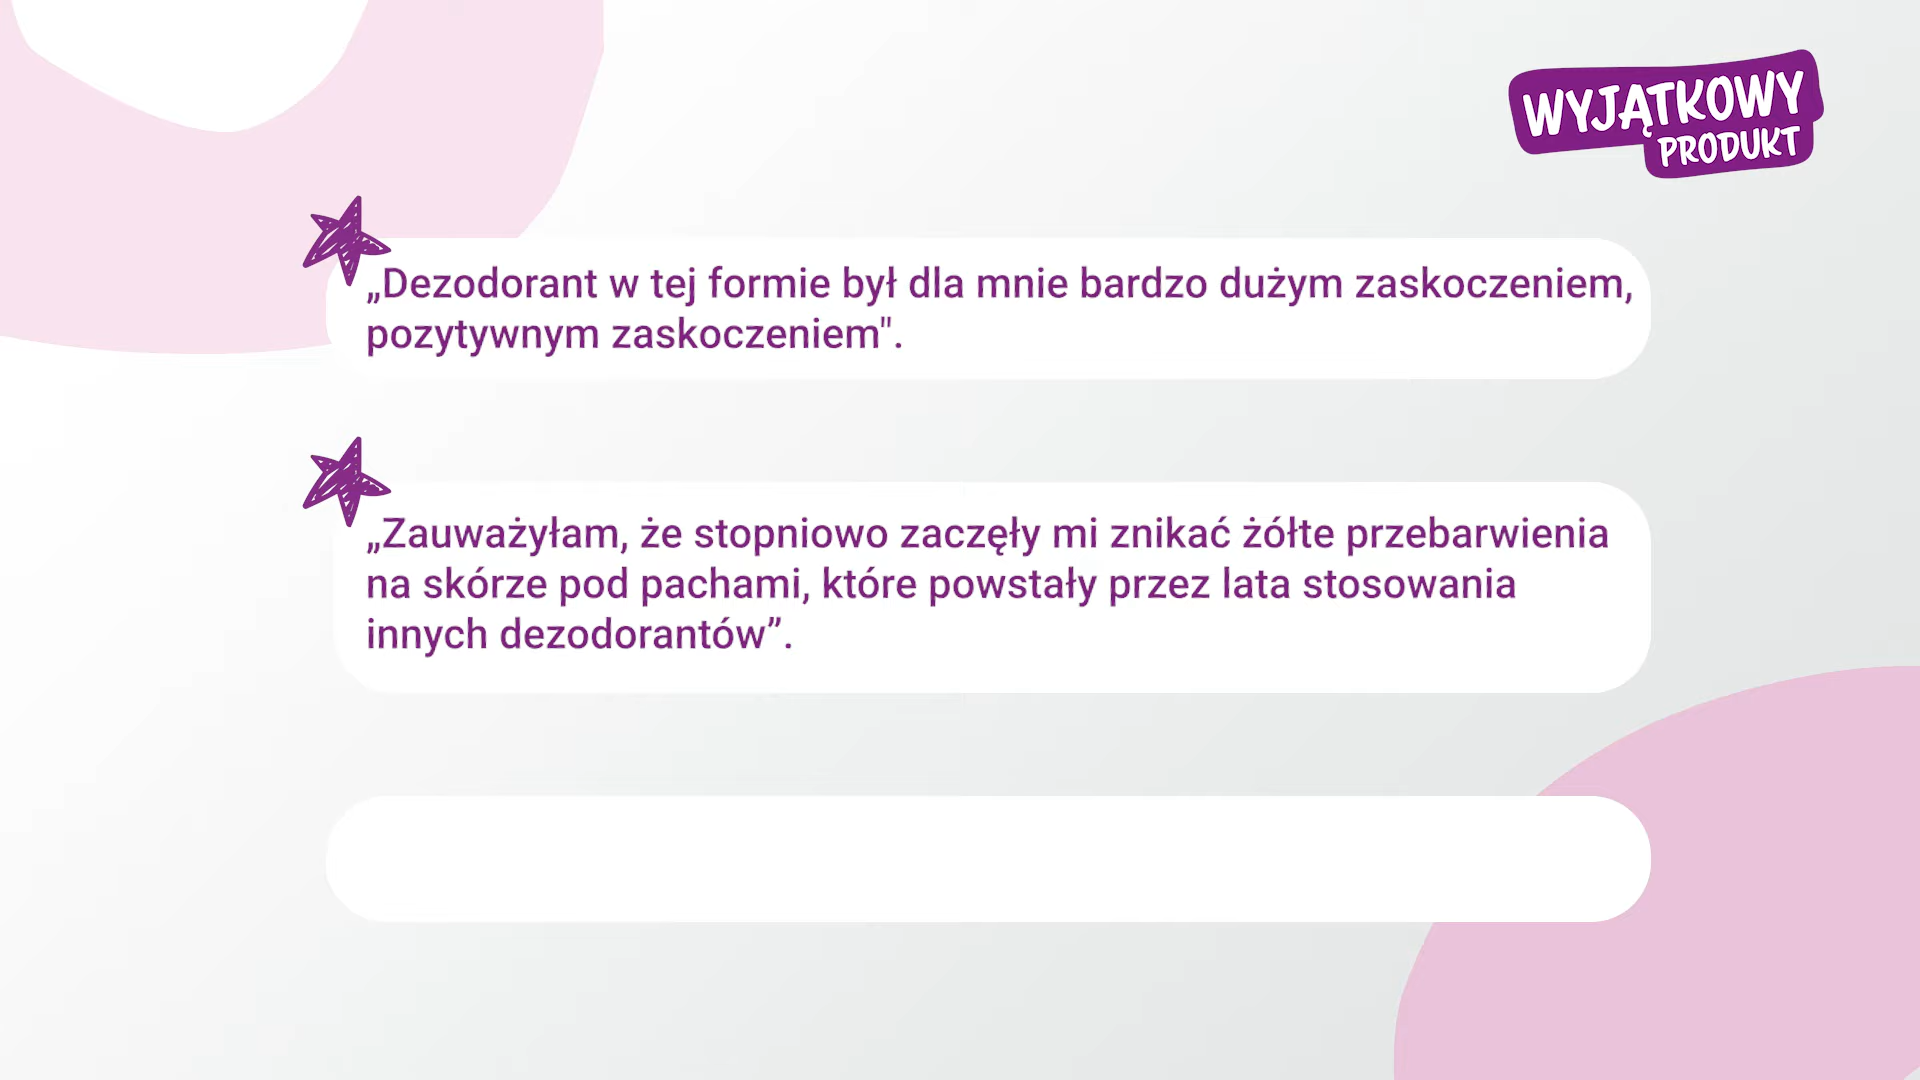 WYJĄTKOWY
PRODUKT
„Dezodorant w tej formie był dla mnie bardzo dużym zaskoczeniem,
pozytywnym zaskoczeniem".
„Zauważyłam, że stopniowo zaczęły mi znikać żółte przebarwienia
na skórze pod pachami, które powstały przez lata stosowania
innych dezodorantów”.